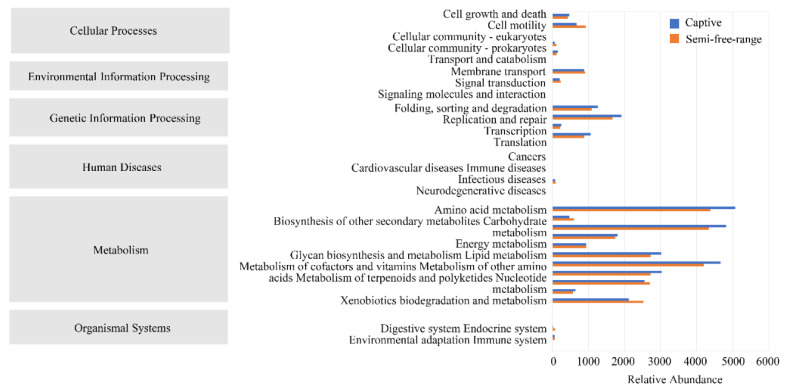 Cellular Processes
Environmental Information Processing
Genetic Information Processing
Human Diseases
Metabolism
Organismal Systems
Cell growth and death
Cell motility
Cellular community - eukaryotes
Cellular community - prokaryotes
Transport and catabolism
Membrane transport
Signal transduction
Signaling molecules and interaction
Folding, sorting and degradation
Replication and repair
Transcription
Translation
Cancers
Cardiovascular diseases Immune diseases
Infectious diseases
Neurodegenerative diseases
Amino acid metabolism
Biosynthesis of other secondary metabolites Carbohydrate
metabolism
Energy metabolism
Glycan biosynthesis and metabolism Lipid metabolism
Metabolism of cofactors and vitamins Metabolism of other amino
acids Metabolism of terpenoids and polyketides Nucleotide
metabolism
Xenobiotics biodegradation and metabolism
Digestive system Endocrine system
Environmental adaptation Immune system
Captive
Semi-free-range
0 1000 2000 3000 4000 5000 6000
Relative Abundance